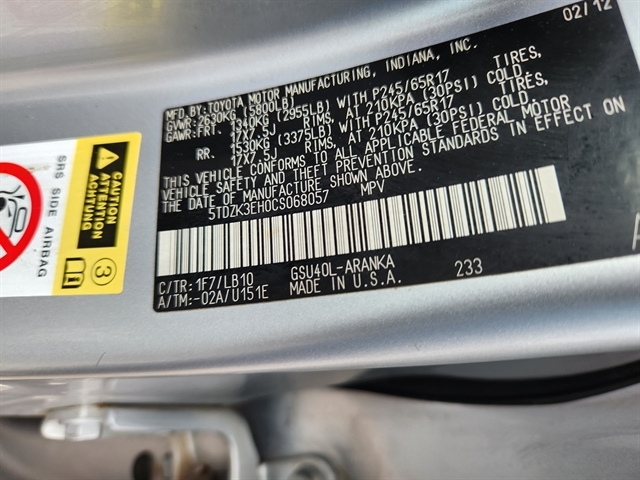 02/12
MFD.BY:TOYOTA MOTOR MANUFACTURING, INDIANA, INC.
GVWR:2630KG (5800LB)
GAWR:FRT. 1340KG (2955LB) WITH P245/65R17 TIRES,
17X7.5J RIMS, AT 210KPA (30PSI) COLD.
RR. 1530KG (3375LB) WITH P245/65R17 TIRES,
17X7.5J RIMS, AT 210KPA (30PSI) COLD.
THIS VEHICLE CONFORMS TO ALL APPLICABLE FEDERAL MOTOR
VEHICLE SAFETY AND THEFT PREVENTION STANDARDS IN EFFECT ON
THE DATE OF MANUFACTURE SHOWN ABOVE.
5TDZK3EH0CS068057 MPV
C/TR: 1F7/LB10 GSU40L-ARANKA 233
A/TM:-02A/U151E MADE IN U.S.A.
CAUTION
ACHTUNG
SRS SIDE AIRBAG
3